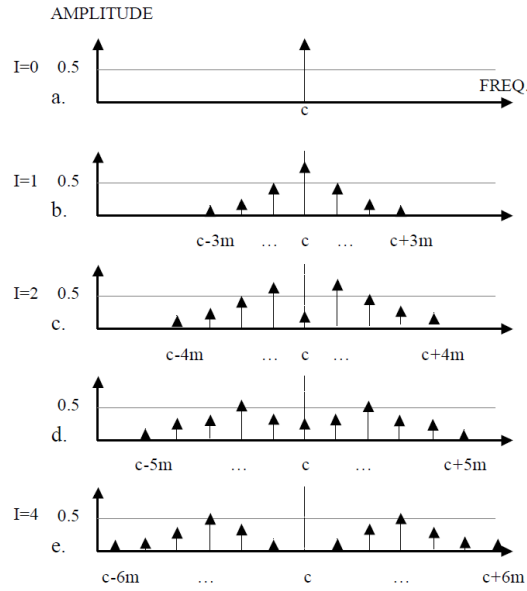 AMPLITUDE
I=0 0.5
FREQ.
a.
c
I=1 0.5
b.
c-3m … c … c+3m
I=2 0.5
c.
c-4m … c … c+4m
0.5
d.
c-5m … c … c+5m
I=4 0.5
e.
c-6m … c … c+6m